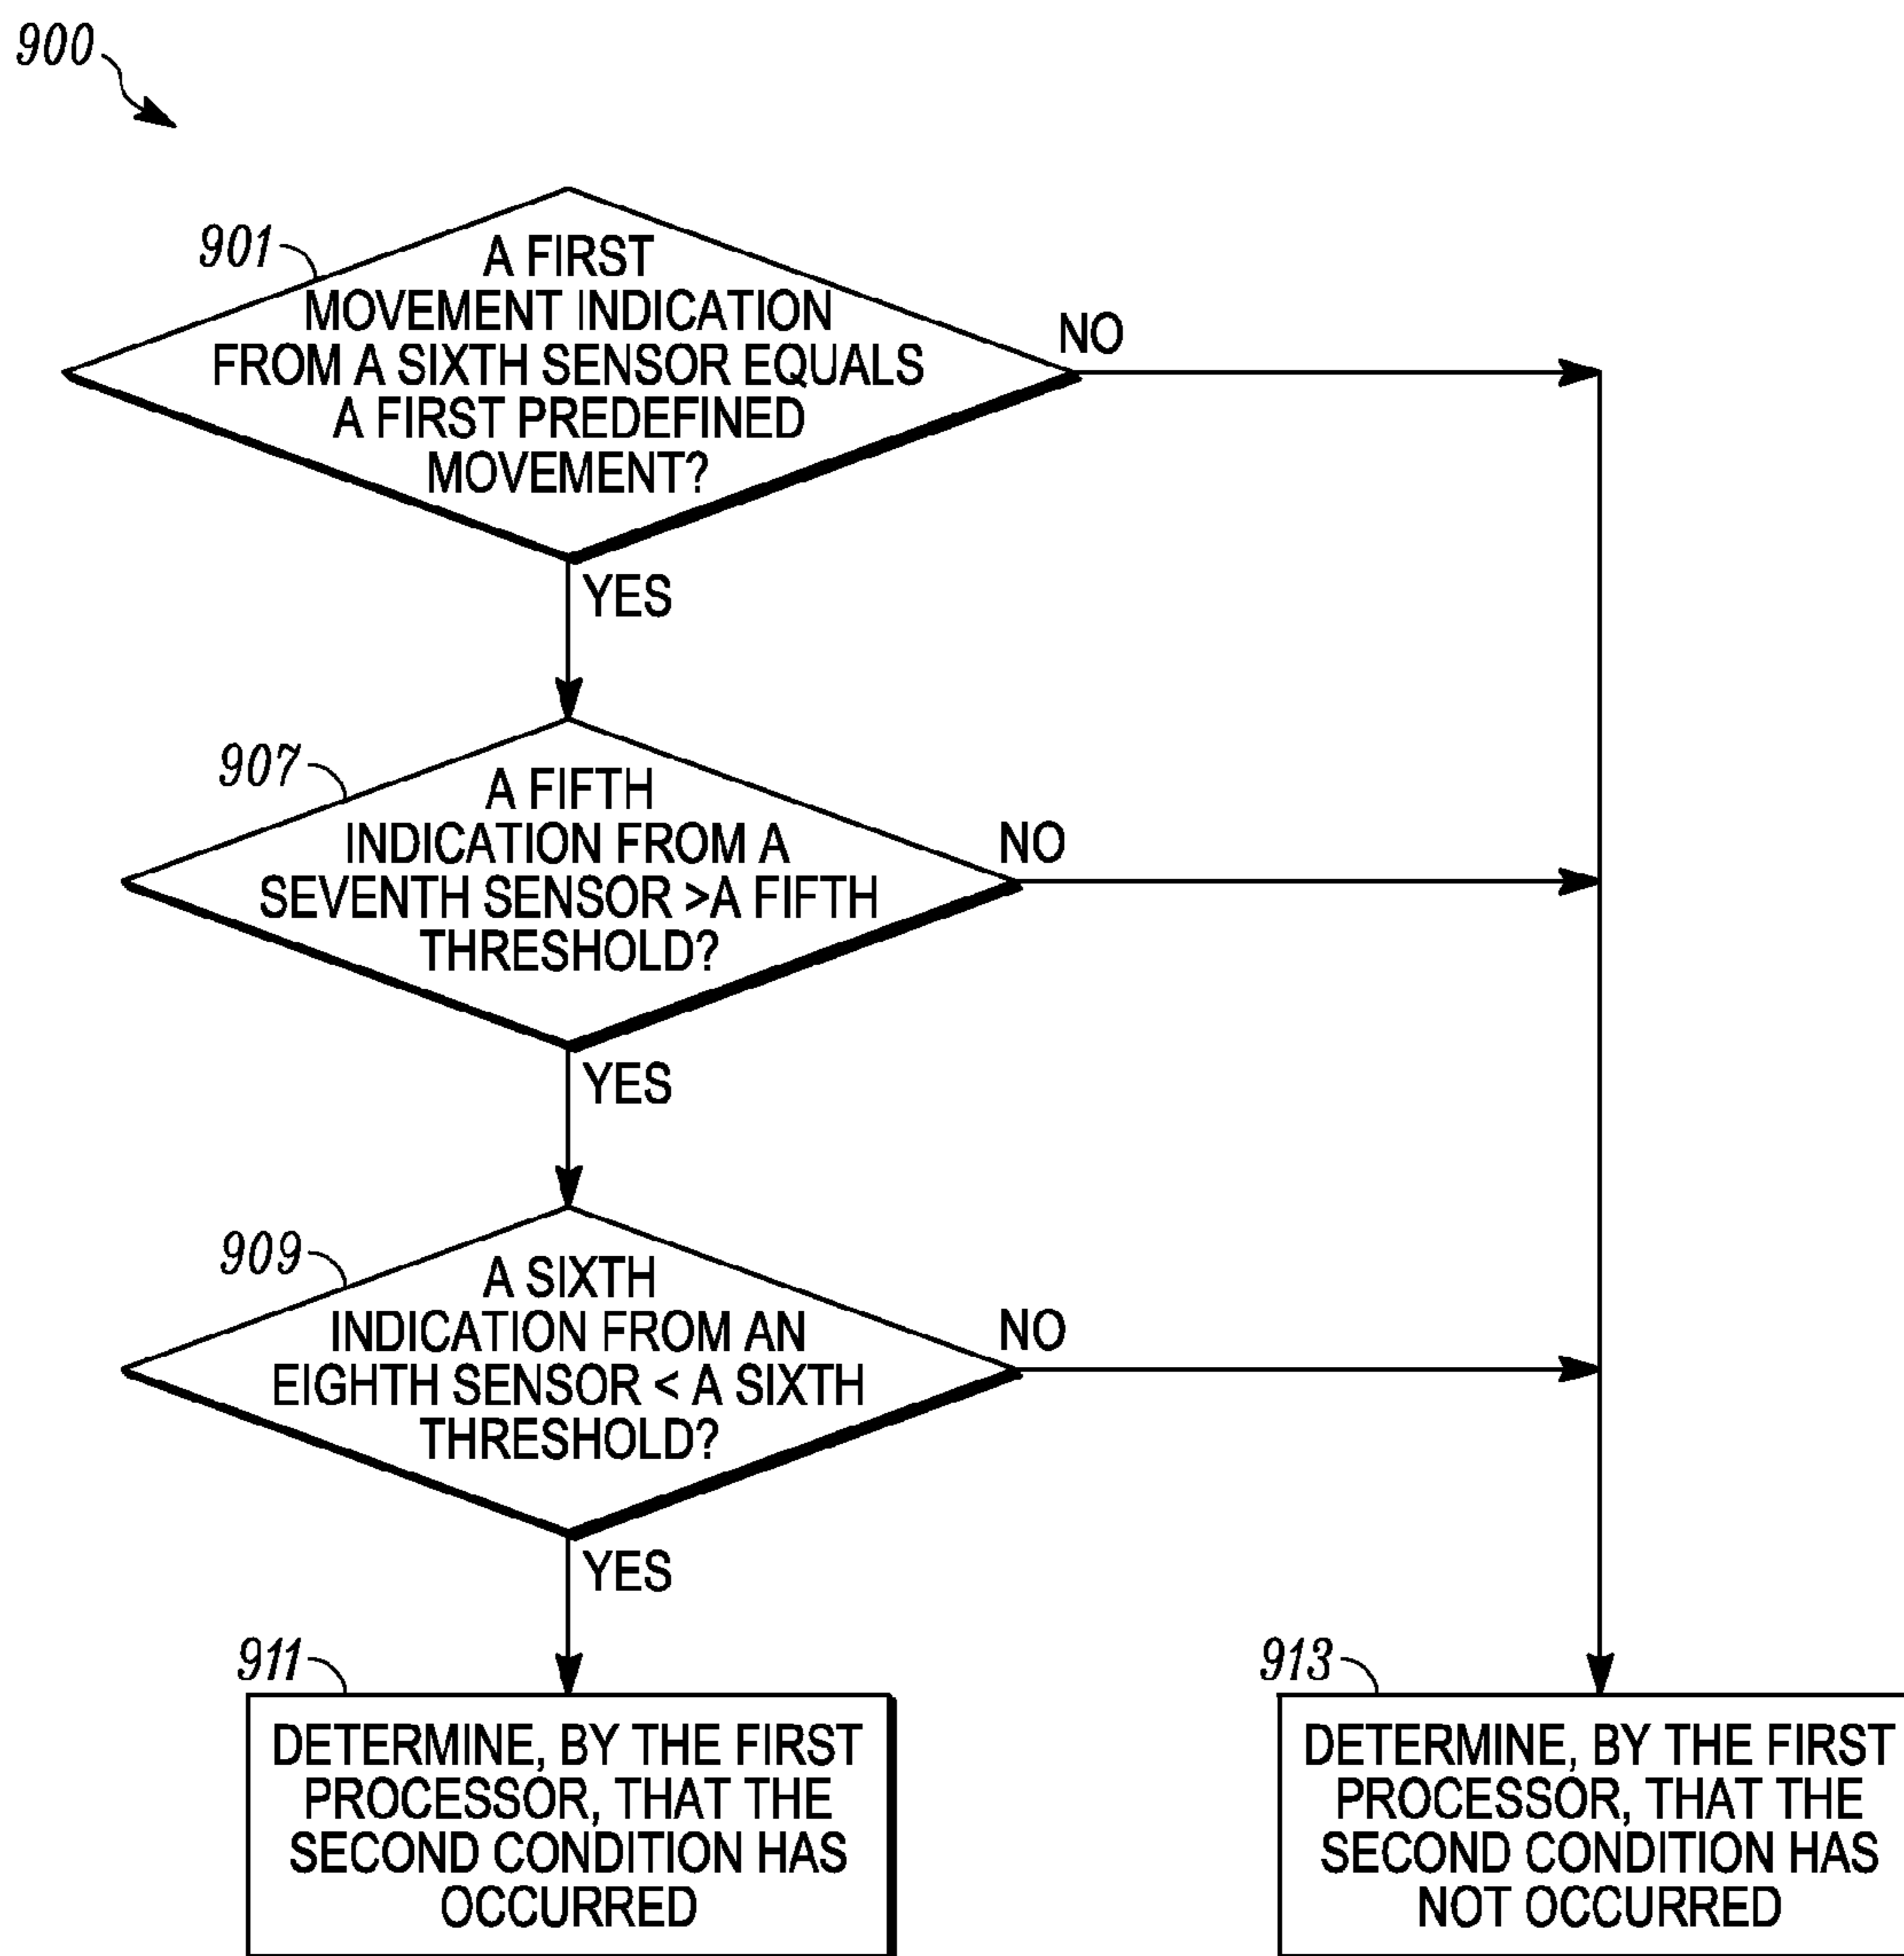 900
901
A FIRST
MOVEMENT INDICATION
FROM A SIXTH SENSOR EQUALS
A FIRST PREDEFINED
MOVEMENT?
NO
YES
907
A FIFTH
INDICATION FROM A
SEVENTH SENSOR >A FIFTH
THRESHOLD?
NO
YES
909
A SIXTH
INDICATION FROM AN
EIGHTH SENSOR < A SIXTH
THRESHOLD?
NO
YES
911
DETERMINE, BY THE FIRST
PROCESSOR, THAT THE
SECOND CONDITION HAS
OCCURRED
913
DETERMINE, BY THE FIRST
PROCESSOR, THAT THE
SECOND CONDITION HAS
NOT OCCURRED